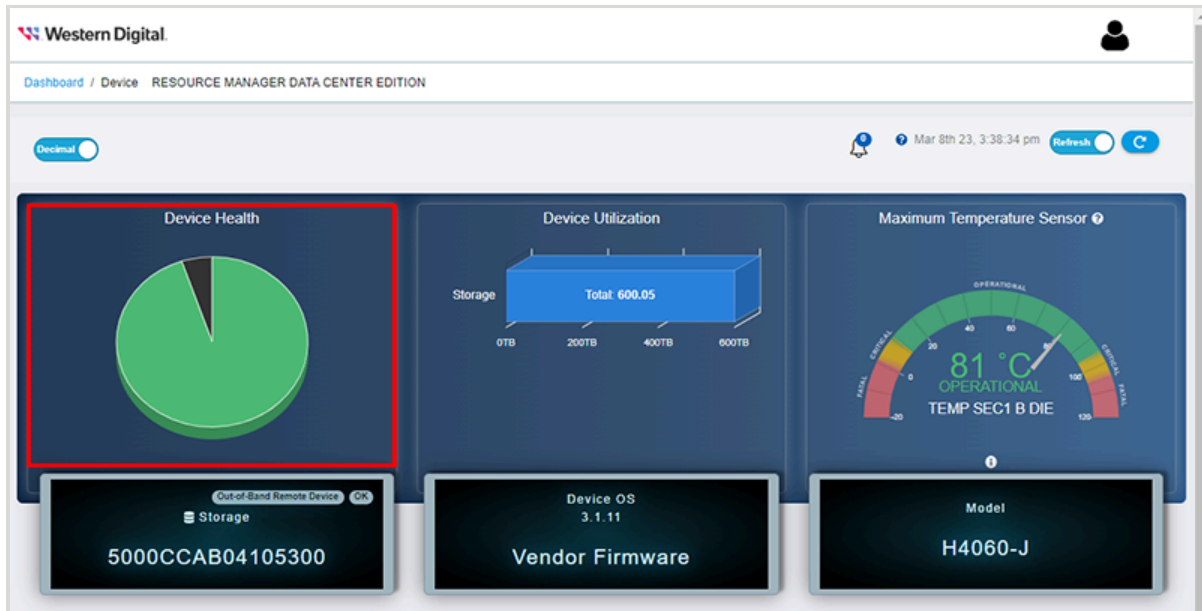 Western Digital.
Dashboard / Device RESOURCE MANAGER DATA CENTER EDITION
Decimal
0
Mar 8th 23, 3:38:34 pm
Refresh
Device Health
Device Utilization
Storage
Total: 600.05
0TB 200TB 400TB 600TB
Maximum Temperature Sensor
FATAL CRITICAL OPERATIONAL CRITICAL FATAL
-20 0 20 40 60 80 100 120
81 °C
OPERATIONAL
TEMP SEC1 B DIE
Out-of-Band Remote Device OK
Storage
5000CCAB04105300
Device OS
3.1.11
Vendor Firmware
Model
H4060-J